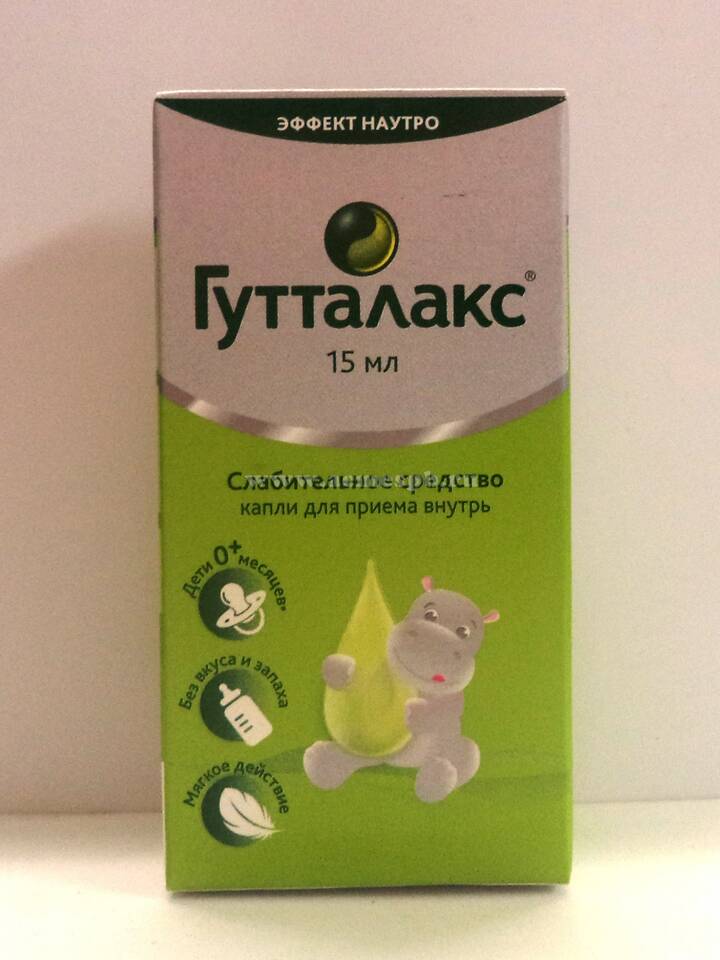 ЭФФЕКТ НАУТРО
Гутталакс®
15 мл
Слабительное средство
капли для приема внутрь
Дети 0+ месяцев*
Без вкуса и запаха
Мягкое действие